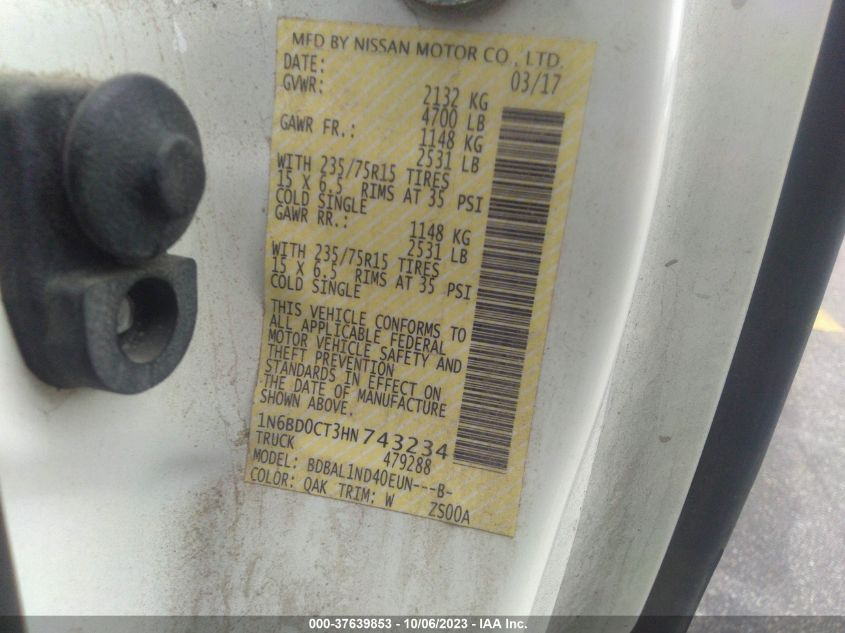 MFD BY NISSAN MOTOR CO., LTD.
DATE: 03/17
GVWR: 2132 KG
4700 LB
GAWR FR.: 1148 KG
2531 LB
WITH 235/75R15 TIRES
15 X 6.5 RIMS AT 35 PSI
COLD SINGLE
GAWR RR.: 1148 KG
2531 LB
WITH 235/75R15 TIRES
15 X 6.5 RIMS AT 35 PSI
COLD SINGLE
THIS VEHICLE CONFORMS TO
ALL APPLICABLE FEDERAL
MOTOR VEHICLE SAFETY AND
THEFT PREVENTION
STANDARDS IN EFFECT ON
THE DATE OF MANUFACTURE
SHOWN ABOVE.
1N6BD0CT3HN743234
TRUCK 479288
MODEL: BDBAL1ND40EUN---B-
COLOR: QAK TRIM: W ZS00A
000-37639853 - 10/06/2023 - IAA Inc.